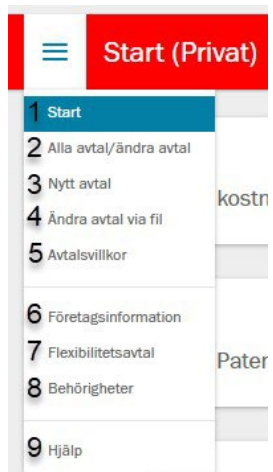 Start (Privat)
1 Start
2 Alla avtal/ändra avtal
3 Nytt avtal
kostn
4 Ändra avtal via fil
5 Avtalsvillkor
6 Företagsinformation
7 Flexibilitetsavtal
Pater
8 Behörigheter
9 Hjälp